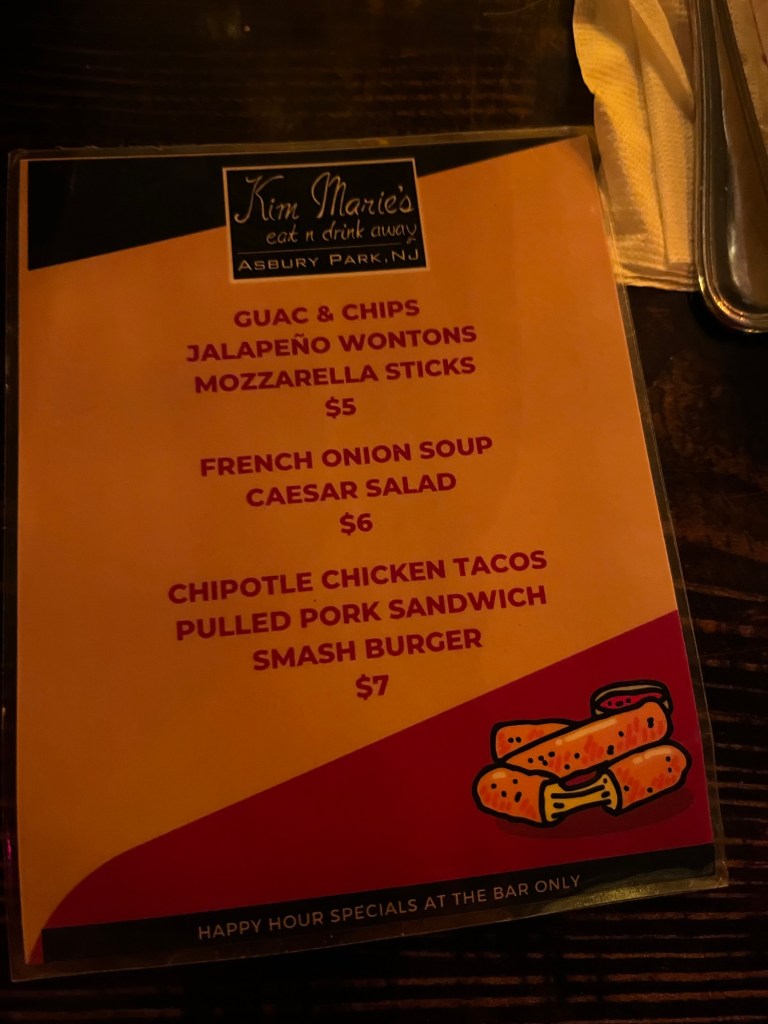 Kim Marie's
eat n drink away
ASBURY PARK, NJ
GUAC & CHIPS
JALAPEÑO WONTONS
MOZZARELLA STICKS
$5
FRENCH ONION SOUP
CAESAR SALAD
$6
CHIPOTLE CHICKEN TACOS
PULLED PORK SANDWICH
SMASH BURGER
$7
HAPPY HOUR SPECIALS AT THE BAR ONLY